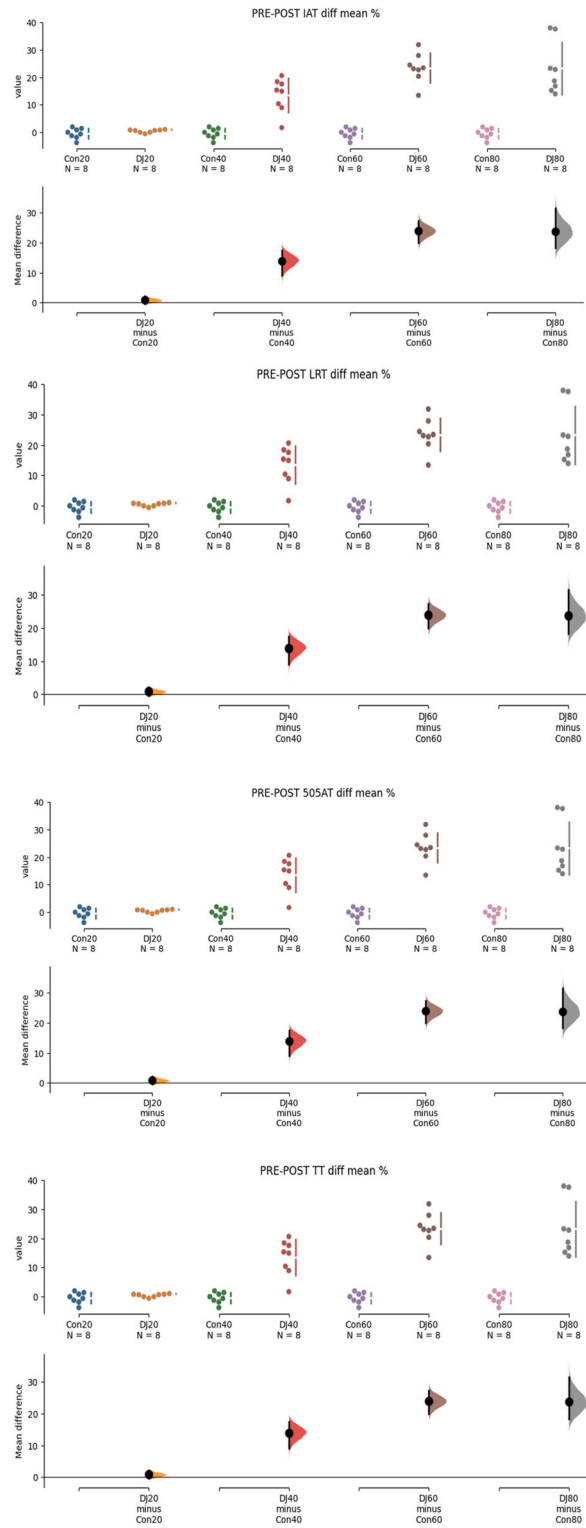 PRE-POST IAT diff mean %
40
30
20
10
0
value
Con20 DJ20 Con40 DJ40 Con60 DJ60 Con80 DJ80
N = 8 N = 8 N = 8 N = 8 N = 8 N = 8 N = 8 N = 8
30
20
10
0
Mean difference
DJ20 DJ40 DJ60 DJ80
minus minus minus minus
Con20 Con40 Con60 Con80
PRE-POST LRT diff mean %
40
30
20
10
0
value
Con20 DJ20 Con40 DJ40 Con60 DJ60 Con80 DJ80
N = 8 N = 8 N = 8 N = 8 N = 8 N = 8 N = 8 N = 8
30
20
10
0
Mean difference
DJ20 DJ40 DJ60 DJ80
minus minus minus minus
Con20 Con40 Con60 Con80
PRE-POST 505AT diff mean %
40
30
20
10
0
value
Con20 DJ20 Con40 DJ40 Con60 DJ60 Con80 DJ80
N = 8 N = 8 N = 8 N = 8 N = 8 N = 8 N = 8 N = 8
30
20
10
0
Mean difference
DJ20 DJ40 DJ60 DJ80
minus minus minus minus
Con20 Con40 Con60 Con80
PRE-POST TT diff mean %
40
30
20
10
0
value
Con20 DJ20 Con40 DJ40 Con60 DJ60 Con80 DJ80
N = 8 N = 8 N = 8 N = 8 N = 8 N = 8 N = 8 N = 8
30
20
10
0
Mean difference
DJ20 DJ40 DJ60 DJ80
minus minus minus minus
Con20 Con40 Con60 Con80